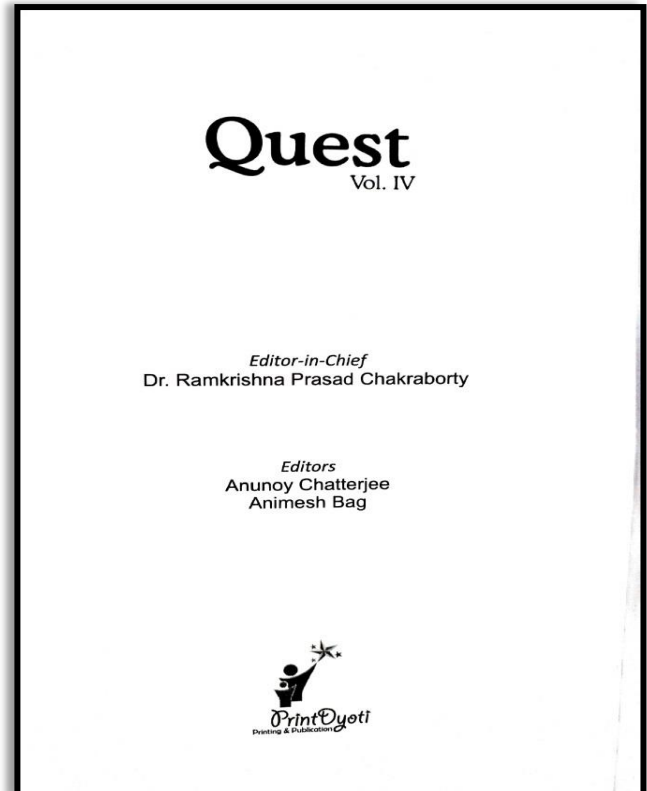 Quest
Vol. IV
Editor-in-Chief
Dr. Ramkrishna Prasad Chakraborty
Editors
Anunoy Chatterjee
Animesh Bag
PrintDyoti
Printing & Publication